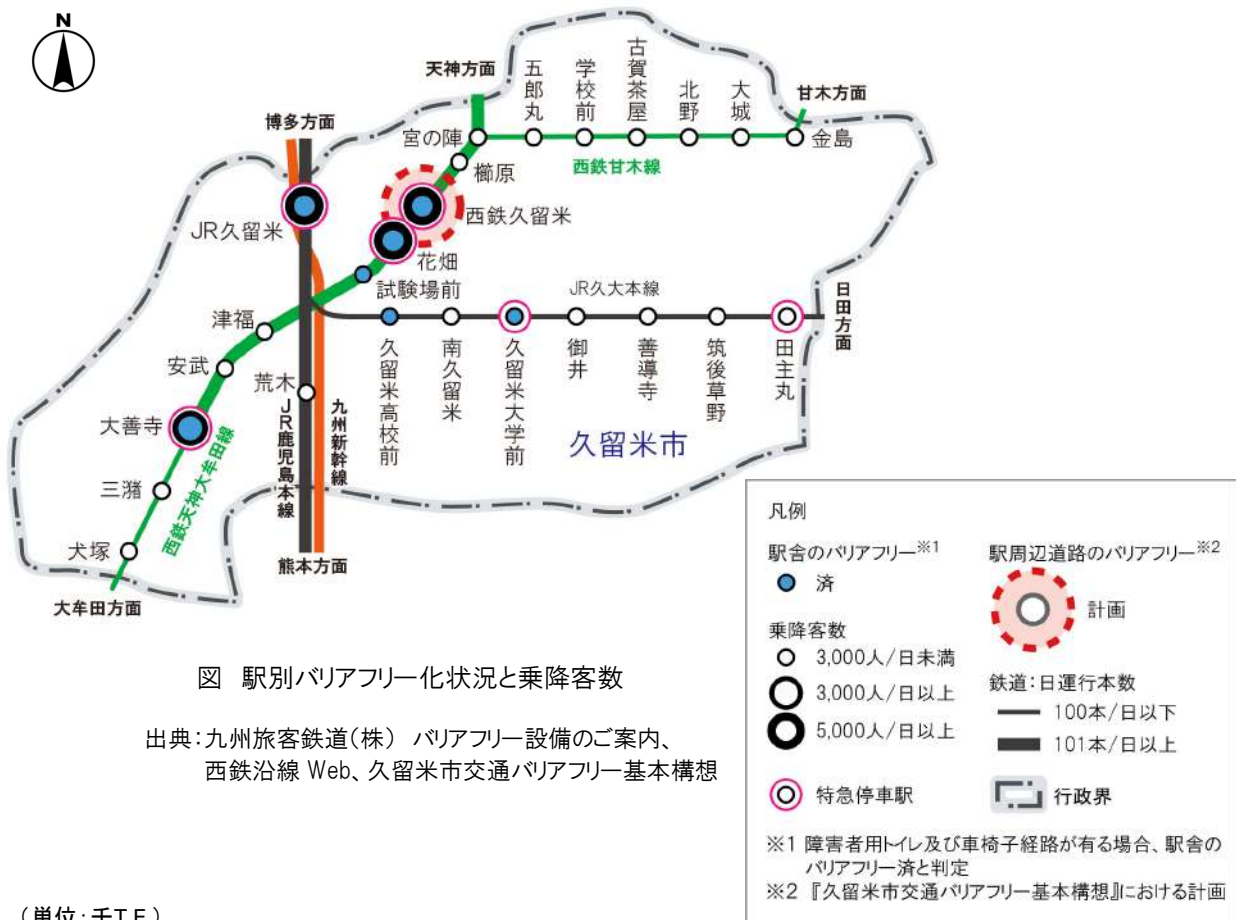 N
天神方面
五郎丸
学校前
古賀茶屋
北野
大城
甘木方面
博多方面
宮の陣
金島
櫛原
西鉄甘木線
JR久留米
西鉄久留米
花畑
試験場前
JR久大本線
日田方面
津福
安武
荒木
久留米高校前
南久留米
久留米大学前
御井
善導寺
筑後草野
田主丸
大善寺
JR鹿児島本線
九州新幹線
久留米市
三潴
西鉄天神大牟田線
犬塚
熊本方面
大牟田方面
凡例
駅舎のバリアフリー※1
済
駅周辺道路のバリアフリー※2
計画
乗降客数
3,000人/日未満
3,000人/日以上
5,000人/日以上
鉄道：日運行本数
100本/日以下
101本/日以上
特急停車駅
行政界
※1 障害者用トイレ及び車椅子経路が有る場合、駅舎の
バリアフリー済と判定
※2 『久留米市交通バリアフリー基本構想』における計画
図 駅別バリアフリー化状況と乗降客数
出典：九州旅客鉄道（株） バリアフリー設備のご案内、
西鉄沿線 Web、久留米市交通バリアフリー基本構想
（単位：千T.E.）